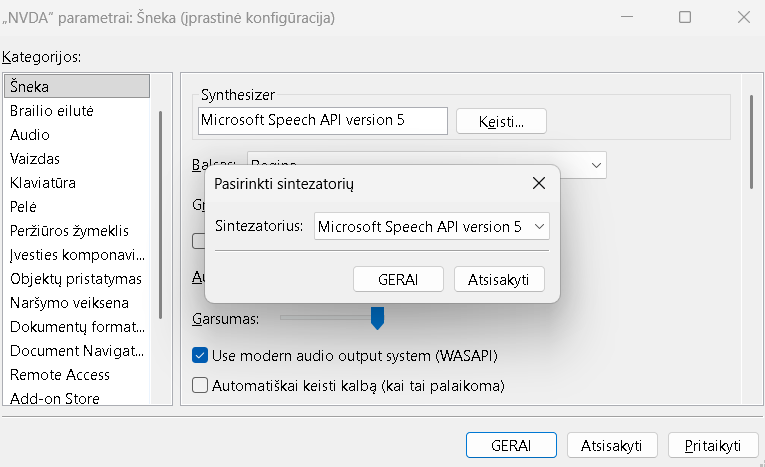 „NVDA“ parametrai: Šneka (įprastinė konfigūracija)
Kategorijos:
Šneka
Brailio eilutė
Audio
Vaizdas
Klaviatūra
Pelė
Peržiūros žymeklis
Įvesties komponavi...
Objektų pristatymas
Naršymo veiksena
Dokumentų format...
Document Navigat...
Remote Access
Add-on Store
Synthesizer
Microsoft Speech API version 5
Keisti...
Balsas:
Pasirinkti sintezatorių
Sintezatorius:
Microsoft Speech API version 5
GERAI
Atsisakyti
Garsumas:
Use modern audio output system (WASAPI)
Automatiškai keisti kalbą (kai tai palaikoma)
GERAI
Atsisakyti
Pritaikyti